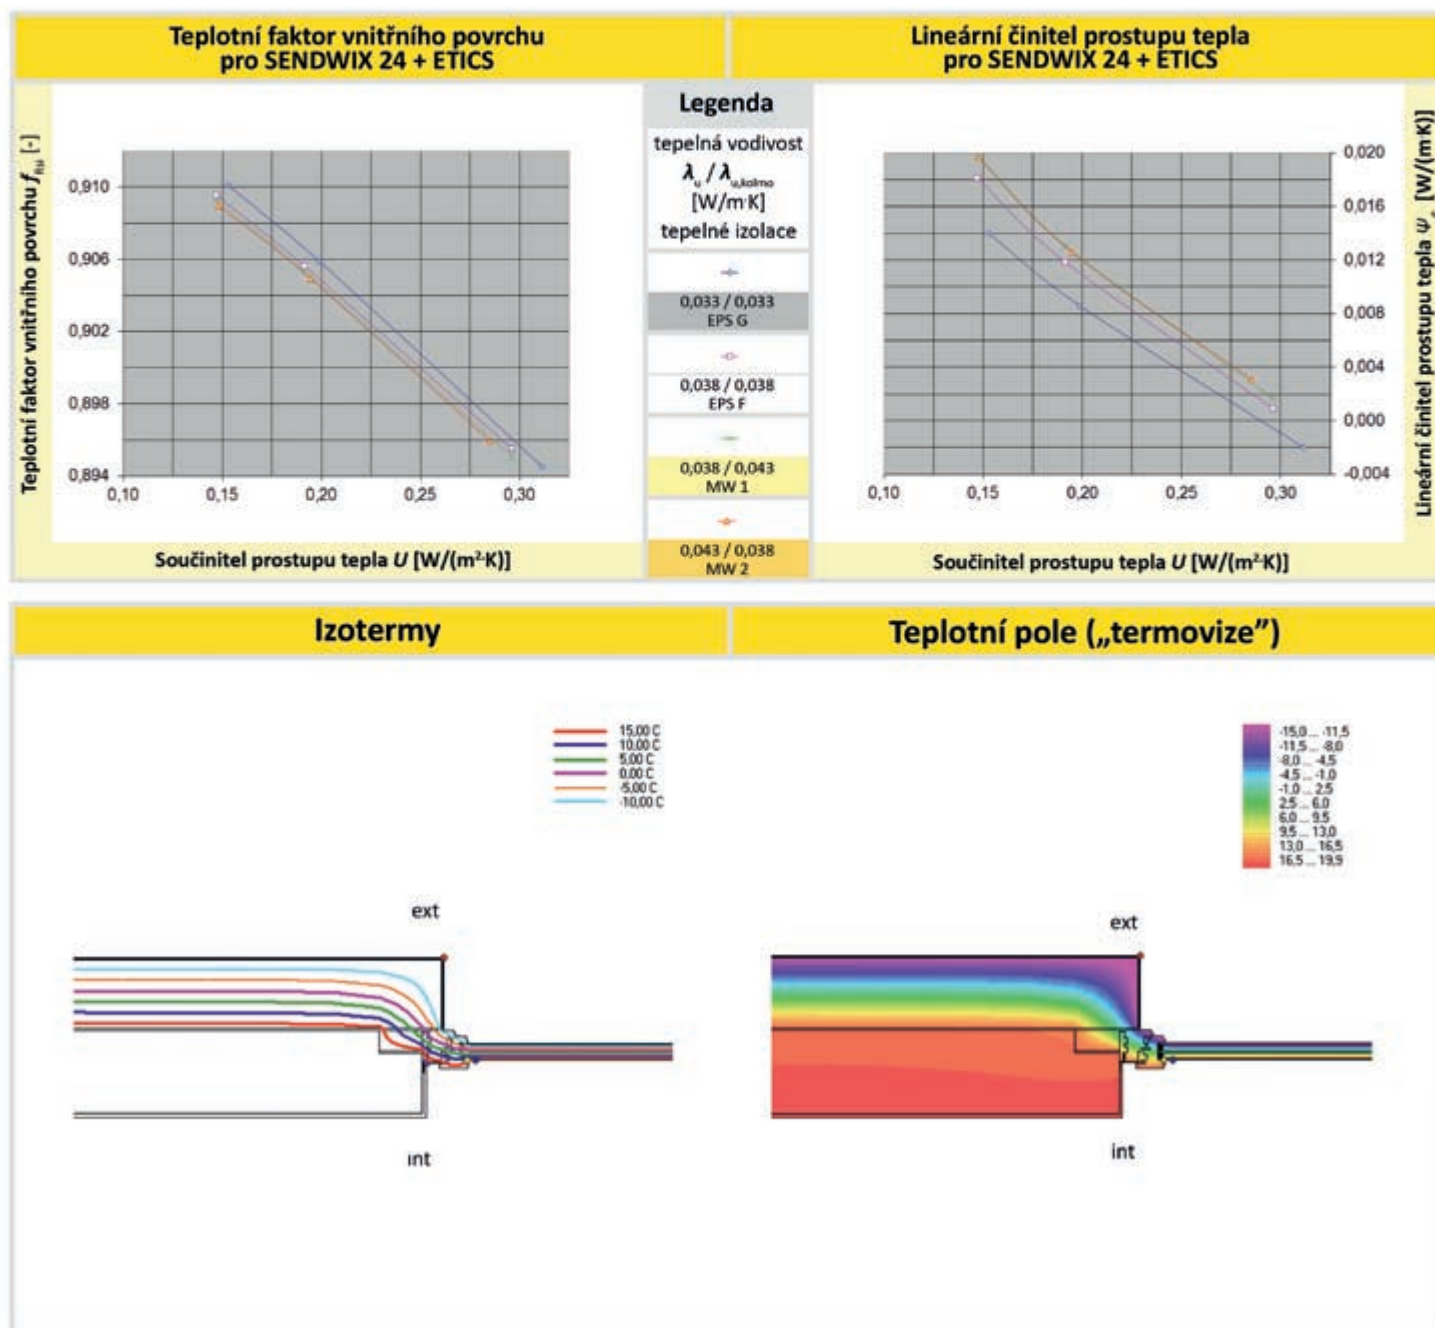 Teplotní faktor vnitřního povrchu
pro SENDWIX 24 + ETICS
Lineární činitel prostupu tepla
pro SENDWIX 24 + ETICS
Teplotní faktor vnitřního povrchu f [-]
0,910
0,906
0,902
0,898
0,894
0,10
0,15
0,20
0,25
0,30
Součinitel prostupu tepla U [W/(m²·K)]
Legenda
tepelná vodivost
λu / λu,kolmo
[W/m·K]
tepelné izolace
0,033 / 0,033
EPS G
0,038 / 0,038
EPS F
0,038 / 0,043
MW 1
0,043 / 0,038
MW 2
0,020
0,016
0,012
0,008
0,004
0,000
-0,004
0,10
0,15
0,20
0,25
0,30
Lineární činitel prostupu tepla Ψ [W/(m·K)]
Součinitel prostupu tepla U [W/(m²·K)]
Izotermy
Teplotní pole („termovize”)
15,00 C
10,00 C
5,00 C
0,00 C
-5,00 C
-10,00 C
ext
int
-15,0 ... -11,5
-11,5 ... -8,0
-8,0 ... -4,5
-4,5 ... -1,0
-1,0 ... 2,5
2,5 ... 6,0
6,0 ... 9,5
9,5 ... 13,0
13,0 ... 16,5
16,5 ... 19,9
ext
int